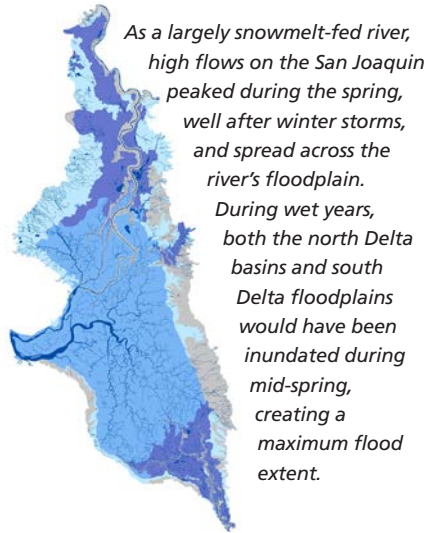 As a largely snowmelt-fed river,
high flows on the San Joaquin
peaked during the spring,
well after winter storms,
and spread across the
river’s floodplain.
During wet years,
both the north Delta
basins and south
Delta floodplains
would have been
inundated during
mid-spring,
creating a
maximum flood
extent.